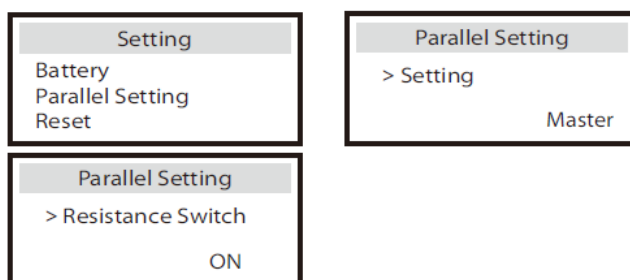 Setting
Battery
Parallel Setting
Reset
Parallel Setting
> Setting
Master
Parallel Setting
> Resistance Switch
ON